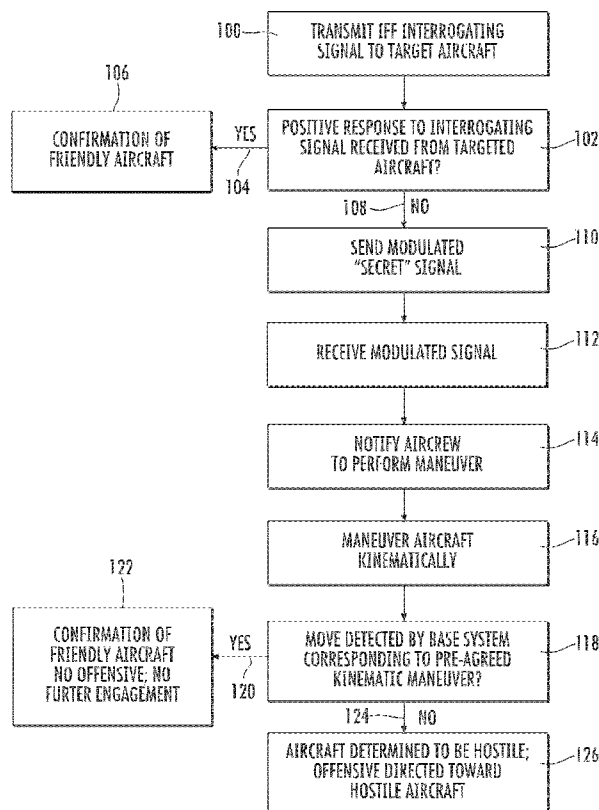 100
TRANSMIT IFF INTERROGATING
SIGNAL TO TARGET AIRCRAFT
106
CONFIRMATION OF
FRIENDLY AIRCRAFT
YES
104
POSITIVE RESPONSE TO INTERROGATING
SIGNAL RECEIVED FROM TARGETED
AIRCRAFT?
102
108
NO
SEND MODULATED
"SECRET" SIGNAL
110
RECEIVE MODULATED SIGNAL
112
NOTIFY AIRCREW
TO PERFORM MANEUVER
114
MANEUVER AIRCRAFT
KINEMATICALLY
116
122
CONFIRMATION OF
FRIENDLY AIRCRAFT
NO OFFENSIVE; NO
FURTER ENGAGEMENT
YES
120
MOVE DETECTED BY BASE SYSTEM
CORRESPONDING TO PRE-AGREED
KINEMATIC MANEUVER?
118
124
NO
AIRCRAFT DETERMINED TO BE HOSTILE;
OFFENSIVE DIRECTED TOWARD
HOSTILE AIRCRAFT
126